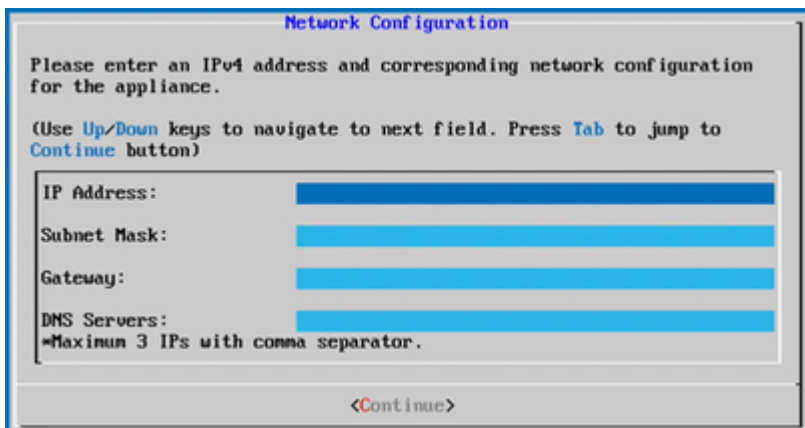 Network Configuration
Please enter an IPv4 address and corresponding network configuration
for the appliance.
(Use Up/Down keys to navigate to next field. Press Tab to jump to
Continue button)
IP Address:
Subnet Mask:
Gateway:
DNS Servers:
*Maximum 3 IPs with comma separator.
<Continue>